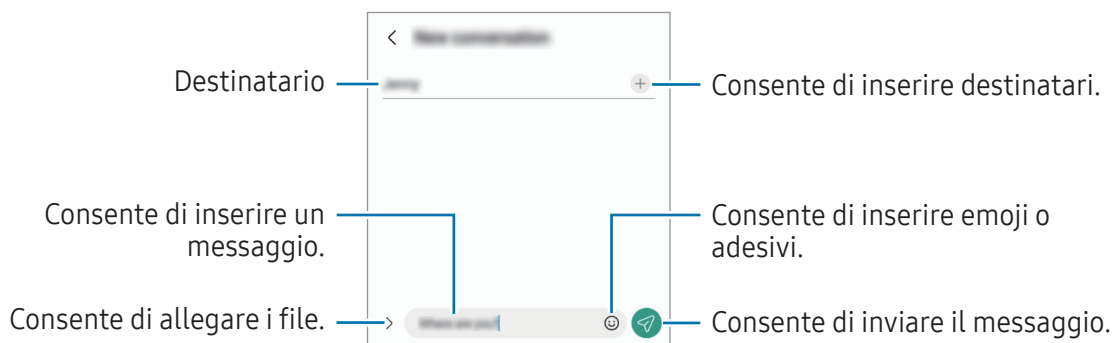 Destinatario
Consente di inserire destinatari.
Consente di inserire un
messaggio.
Consente di inserire emoji o
adesivi.
Consente di allegare i file.
Consente di inviare il messaggio.